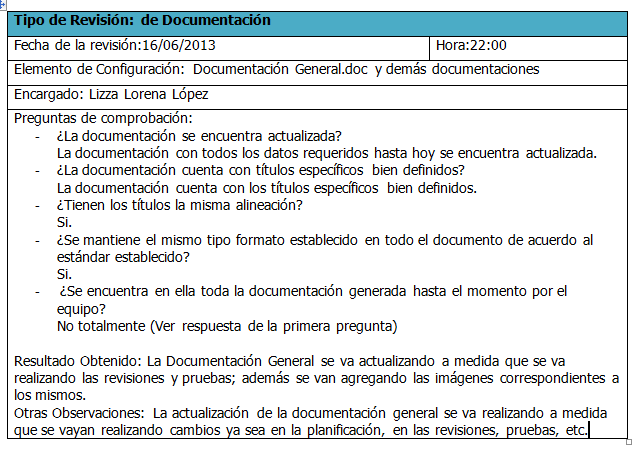 Tipo de Revisión: de Documentación
Fecha de la revisión:16/06/2013
Hora:22:00
Elemento de Configuración: Documentación General.doc y demás documentaciones
Encargado: Lizza Lorena López
Preguntas de comprobación:
- ¿La documentación se encuentra actualizada?
La documentación con todos los datos requeridos hasta hoy se encuentra actualizada.
- ¿La documentación cuenta con títulos específicos bien definidos?
La documentación cuenta con los títulos específicos bien definidos.
- ¿Tienen los títulos la misma alineación?
Si.
- ¿Se mantiene el mismo tipo formato establecido en todo el documento de acuerdo al
estándar establecido?
Si.
- ¿Se encuentra en ella toda la documentación generada hasta el momento por el
equipo?
No totalmente (Ver respuesta de la primera pregunta)
Resultado Obtenido: La Documentación General se va actualizando a medida que se va
realizando las revisiones y pruebas; además se van agregando las imágenes correspondientes a
los mismos.
Otras Observaciones: La actualización de la documentación general se va realizando a medida
que se vayan realizando cambios ya sea en la planificación, en las revisiones, pruebas, etc.